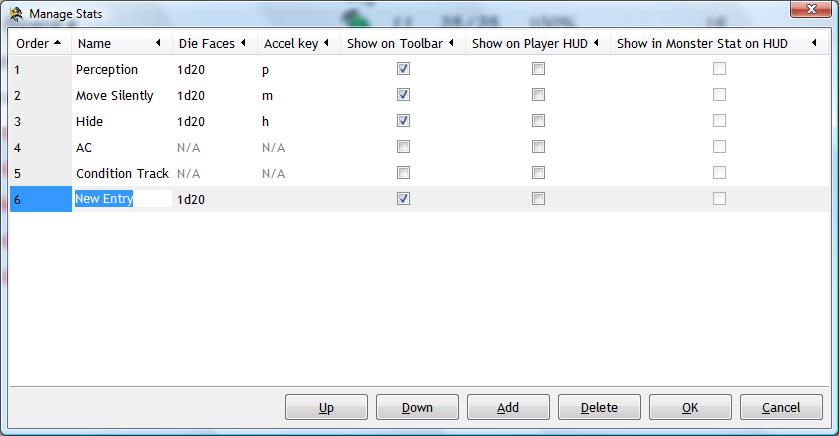 Manage Stats
Order Name Die Faces Accel key Show on Toolbar Show on Player HUD Show in Monster Stat on HUD
1 Perception 1d20 p
2 Move Silently 1d20 m
3 Hide 1d20 h
4 AC N/A N/A
5 Condition Track N/A N/A
6 New Entry 1d20
Up Down Add Delete OK Cancel